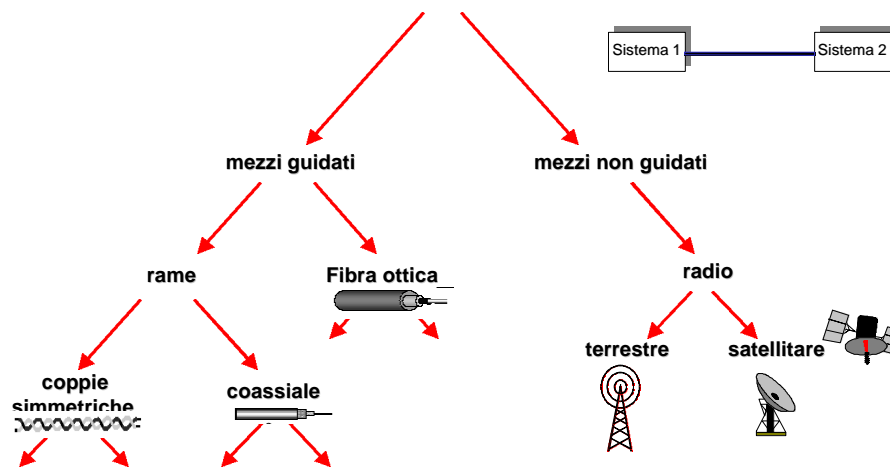 Sistema 1
Sistema 2
mezzi guidati
mezzi non guidati
rame
Fibra ottica
radio
terrestre
satellitare
coppie
simmetriche
coassiale